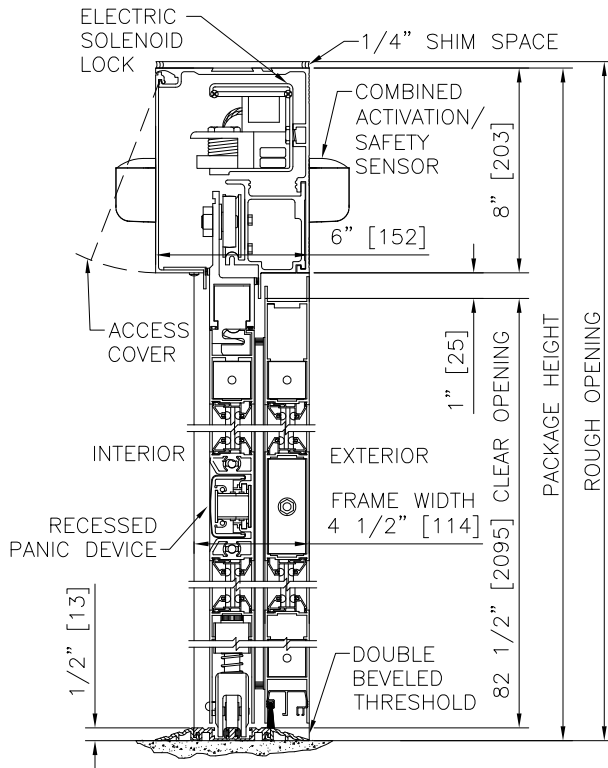 ELECTRIC
SOLENOID
LOCK
1/4" SHIM SPACE
COMBINED
ACTIVATION/
SAFETY
SENSOR
8" [203]
6" [152]
ACCESS
COVER
1" [25]
82 1/2" [2095] CLEAR OPENING
PACKAGE HEIGHT
ROUGH OPENING
INTERIOR
EXTERIOR
RECESSED
PANIC DEVICE
FRAME WIDTH
4 1/2" [114]
1/2" [13]
DOUBLE
BEVELED
THRESHOLD